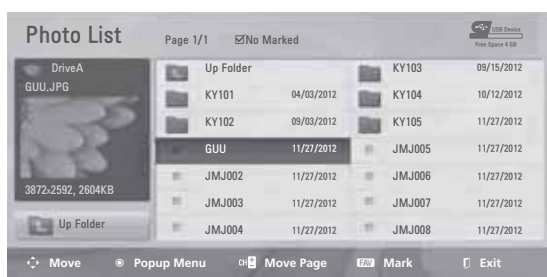 Photo List
Page 1/1 ☑No Marked
USB Device
Free Space 4 GB
DriveA
GUU,JPG
3872x2592, 2604KB
Up Folder
Up Folder
KY101 04/03/2012
KY102 09/03/2012
GUU 11/27/2012
JMJ002 11/27/2012
JMJ003 11/27/2012
JMJ004 11/27/2012
KY103 09/15/2012
KY104 10/12/2012
KY105 11/27/2012
JMJ005 11/27/2012
JMJ006 11/27/2012
JMJ007 11/27/2012
JMJ008 11/27/2012
Move Popup Menu CH Move Page FAV Mark Exit